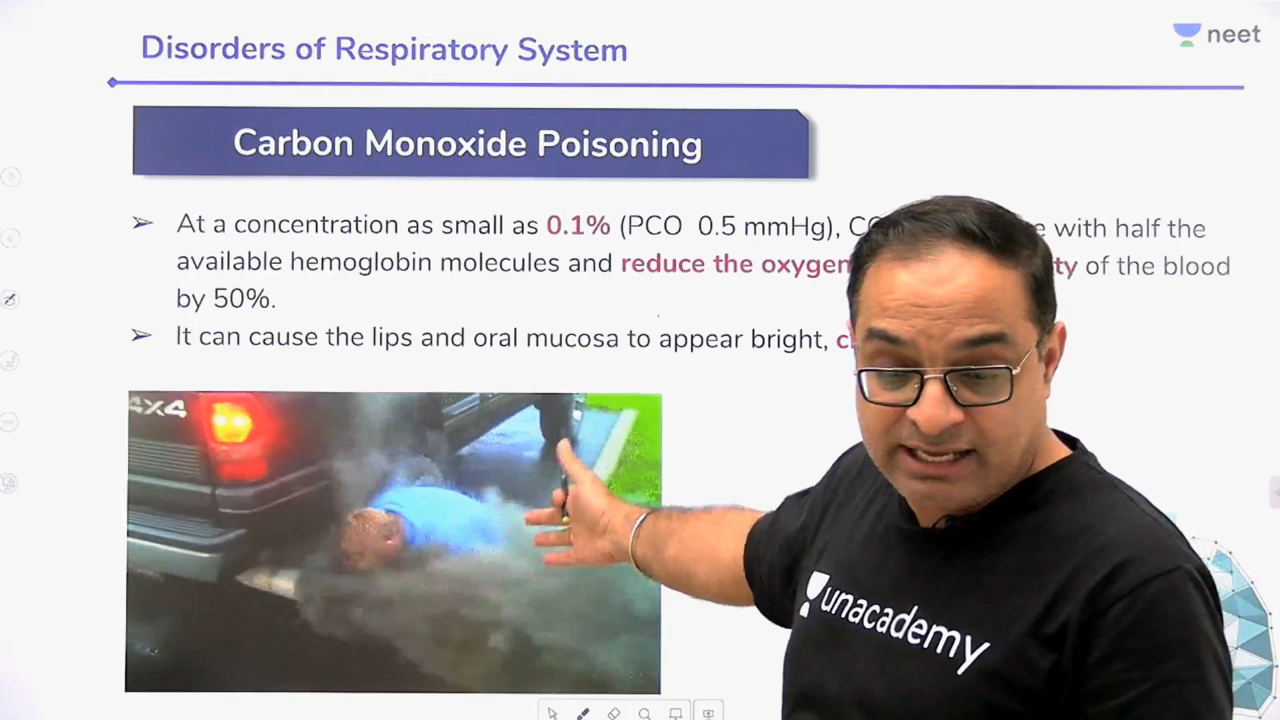 Disorders of Respiratory System
neet
Carbon Monoxide Poisoning
➢ At a concentration as small as 0.1% (PCO 0.5 mmHg), with half the
available hemoglobin molecules and reduce the oxygen of the blood
by 50%.
➢ It can cause the lips and oral mucosa to appear bright,
4X4
unacademy